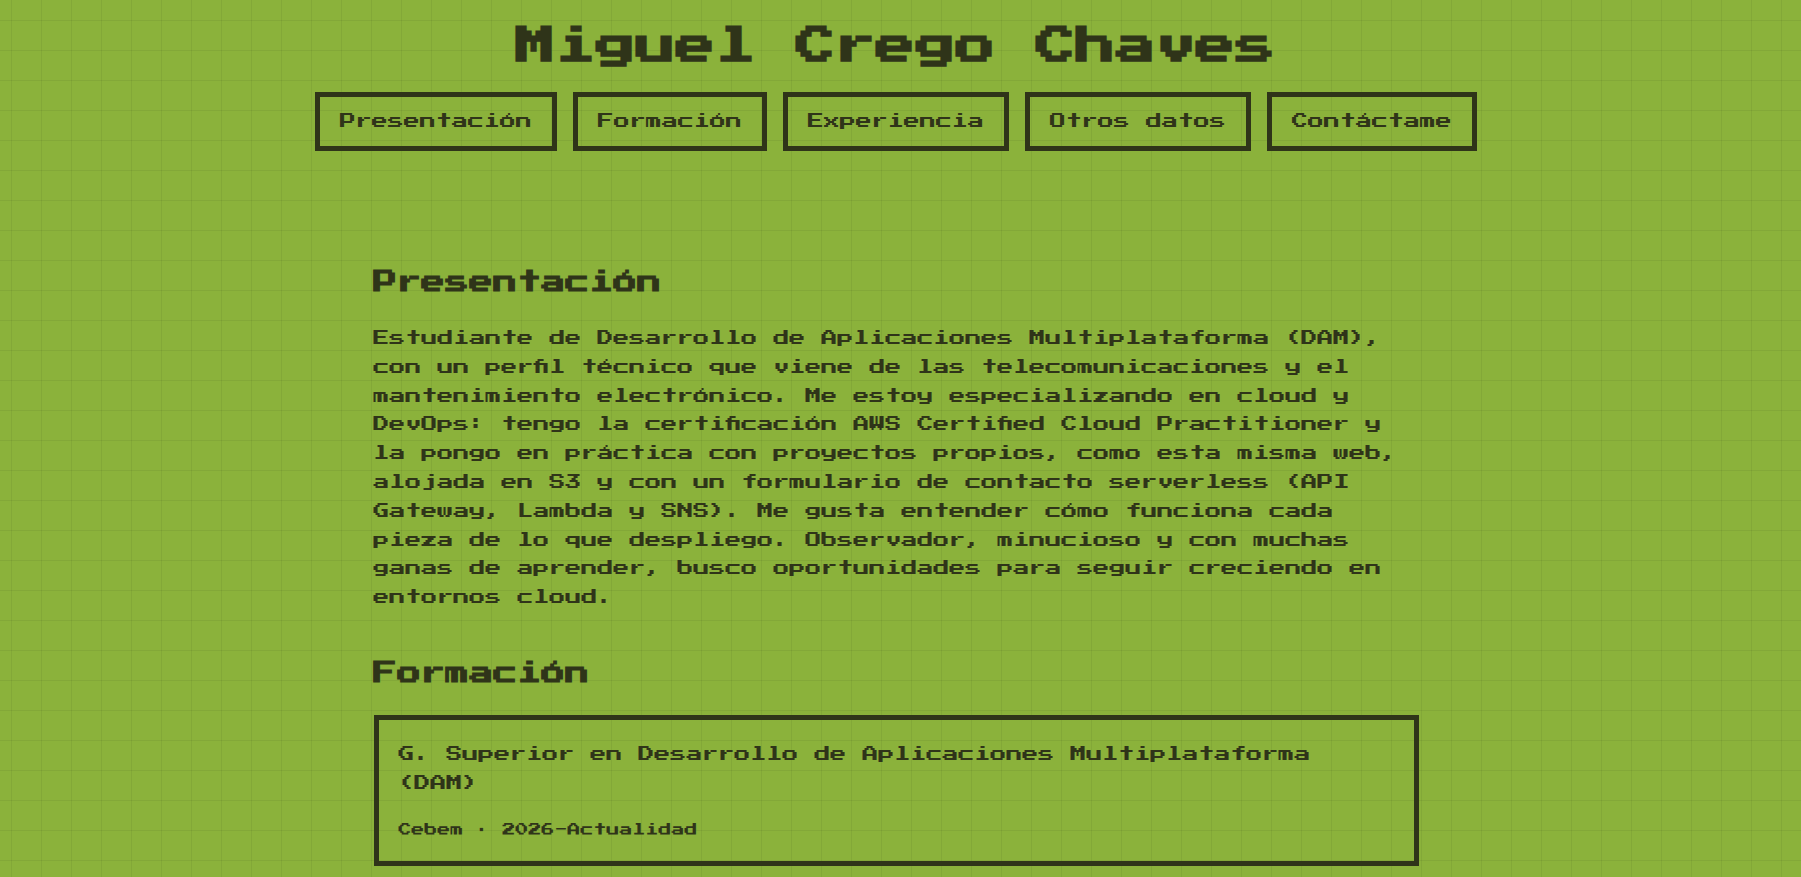 Miguel Crego Chaves
Presentación
Formación
Experiencia
Otros datos
Contáctame
Presentación
Estudiante de Desarrollo de Aplicaciones Multiplataforma (DAM),
con un perfil técnico que viene de las telecomunicaciones y el
mantenimiento electrónico. Me estoy especializando en cloud y
DevOps: tengo la certificación AWS Certified Cloud Practitioner y
la pongo en práctica con proyectos propios, como esta misma web,
alojada en S3 y con un formulario de contacto serverless (API
Gateway, Lambda y SNS). Me gusta entender cómo funciona cada
pieza de lo que despliego. Observador, minucioso y con muchas
ganas de aprender, busco oportunidades para seguir creciendo en
entornos cloud.
Formación
G. Superior en Desarrollo de Aplicaciones Multiplataforma
(DAM)
Cebem · 2026-Actualidad